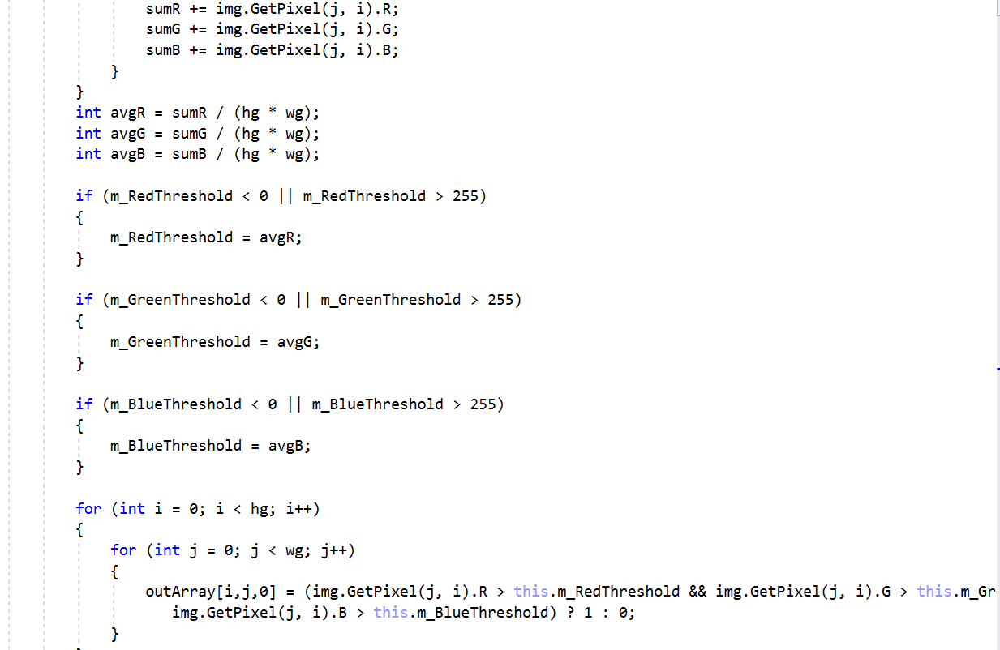 sumR += img.GetPixel(j, i).R;
sumG += img.GetPixel(j, i).G;
sumB += img.GetPixel(j, i).B;
}
}
int avgR = sumR / (hg * wg);
int avgG = sumG / (hg * wg);
int avgB = sumB / (hg * wg);
if (m_RedThreshold < 0 || m_RedThreshold > 255)
{
m_RedThreshold = avgR;
}
if (m_GreenThreshold < 0 || m_GreenThreshold > 255)
{
m_GreenThreshold = avgG;
}
if (m_BlueThreshold < 0 || m_BlueThreshold > 255)
{
m_BlueThreshold = avgB;
}
for (int i = 0; i < hg; i++)
{
for (int j = 0; j < wg; j++)
{
outArray[i,j,0] = (img.GetPixel(j, i).R > this.m_RedThreshold && img.GetPixel(j, i).G > this.m_Gr
img.GetPixel(j, i).B > this.m_BlueThreshold) ? 1 : 0;
}